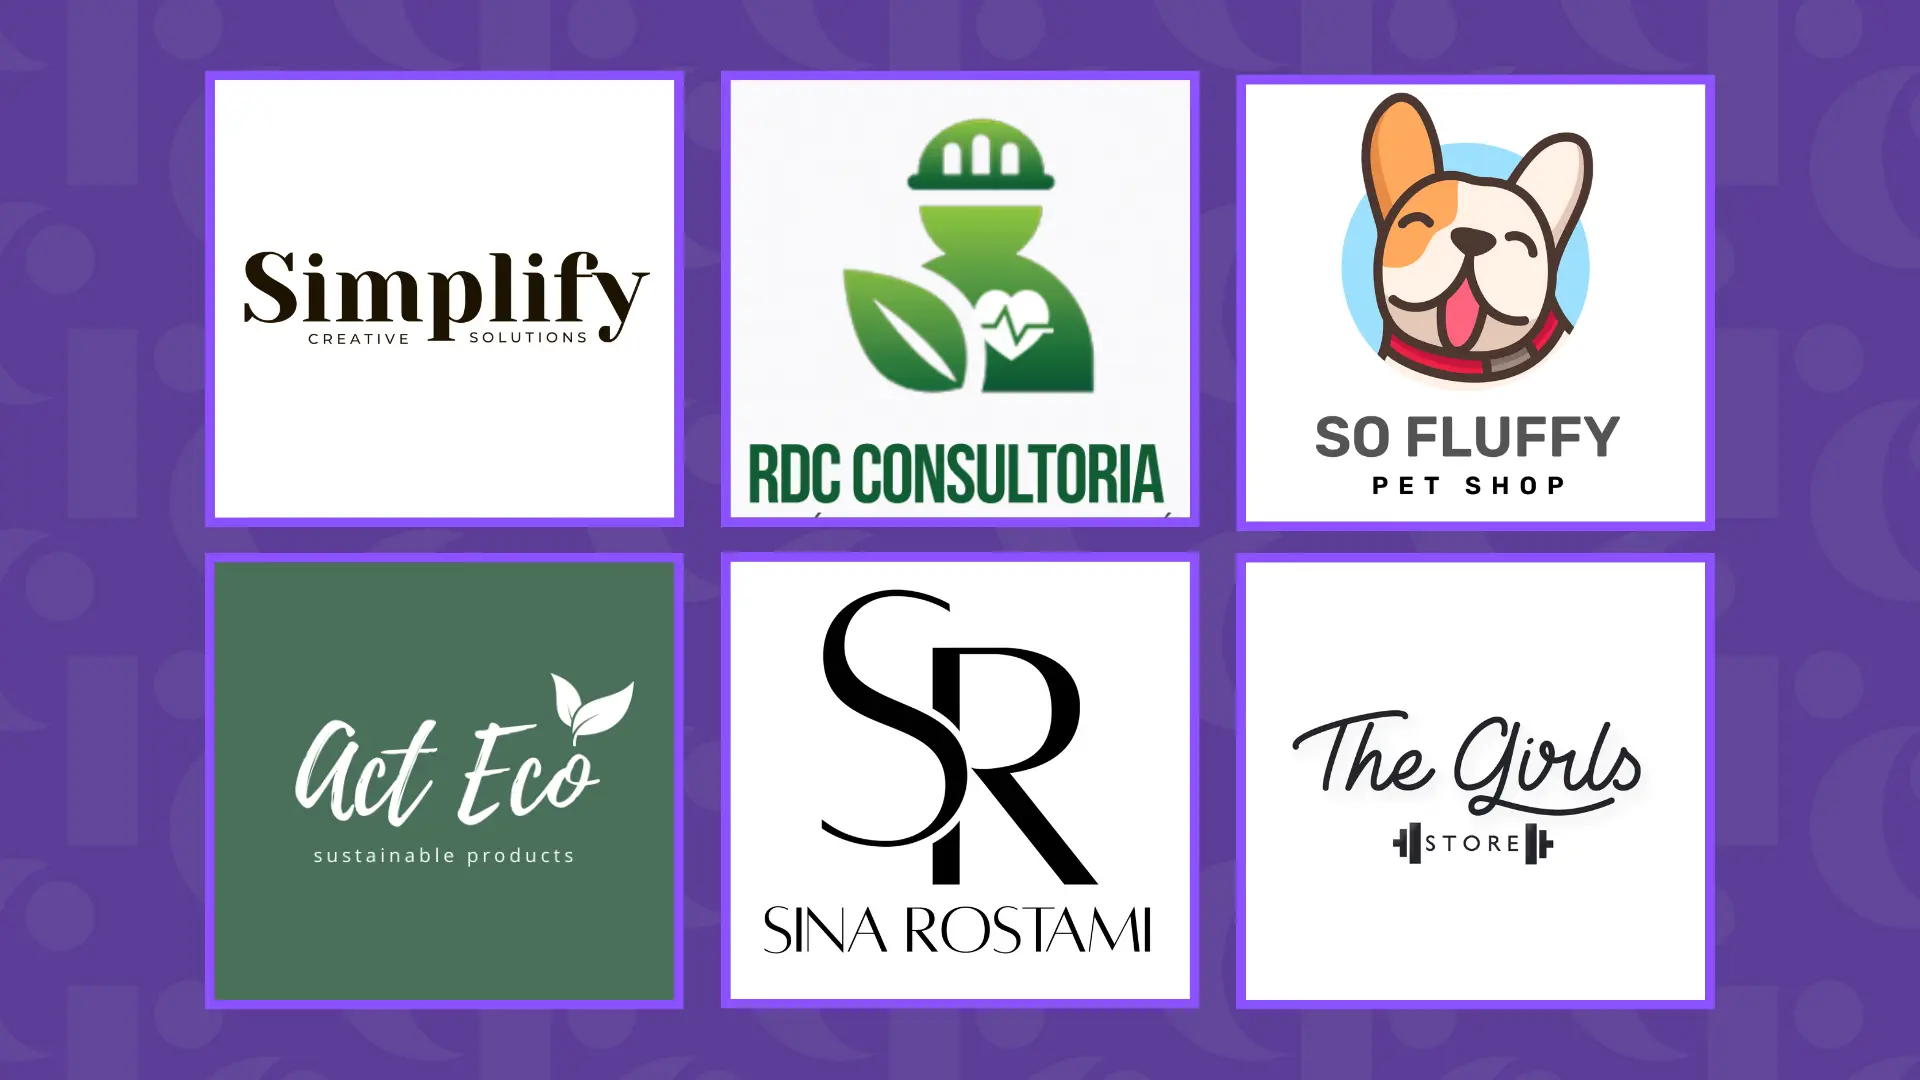 Simplify
CREATIVE SOLUTIONS
RDC CONSULTORIA
SO FLUFFY
PET SHOP
Act Eco
sustainable products
SR
SINA ROSTAMI
The Girls
STORE